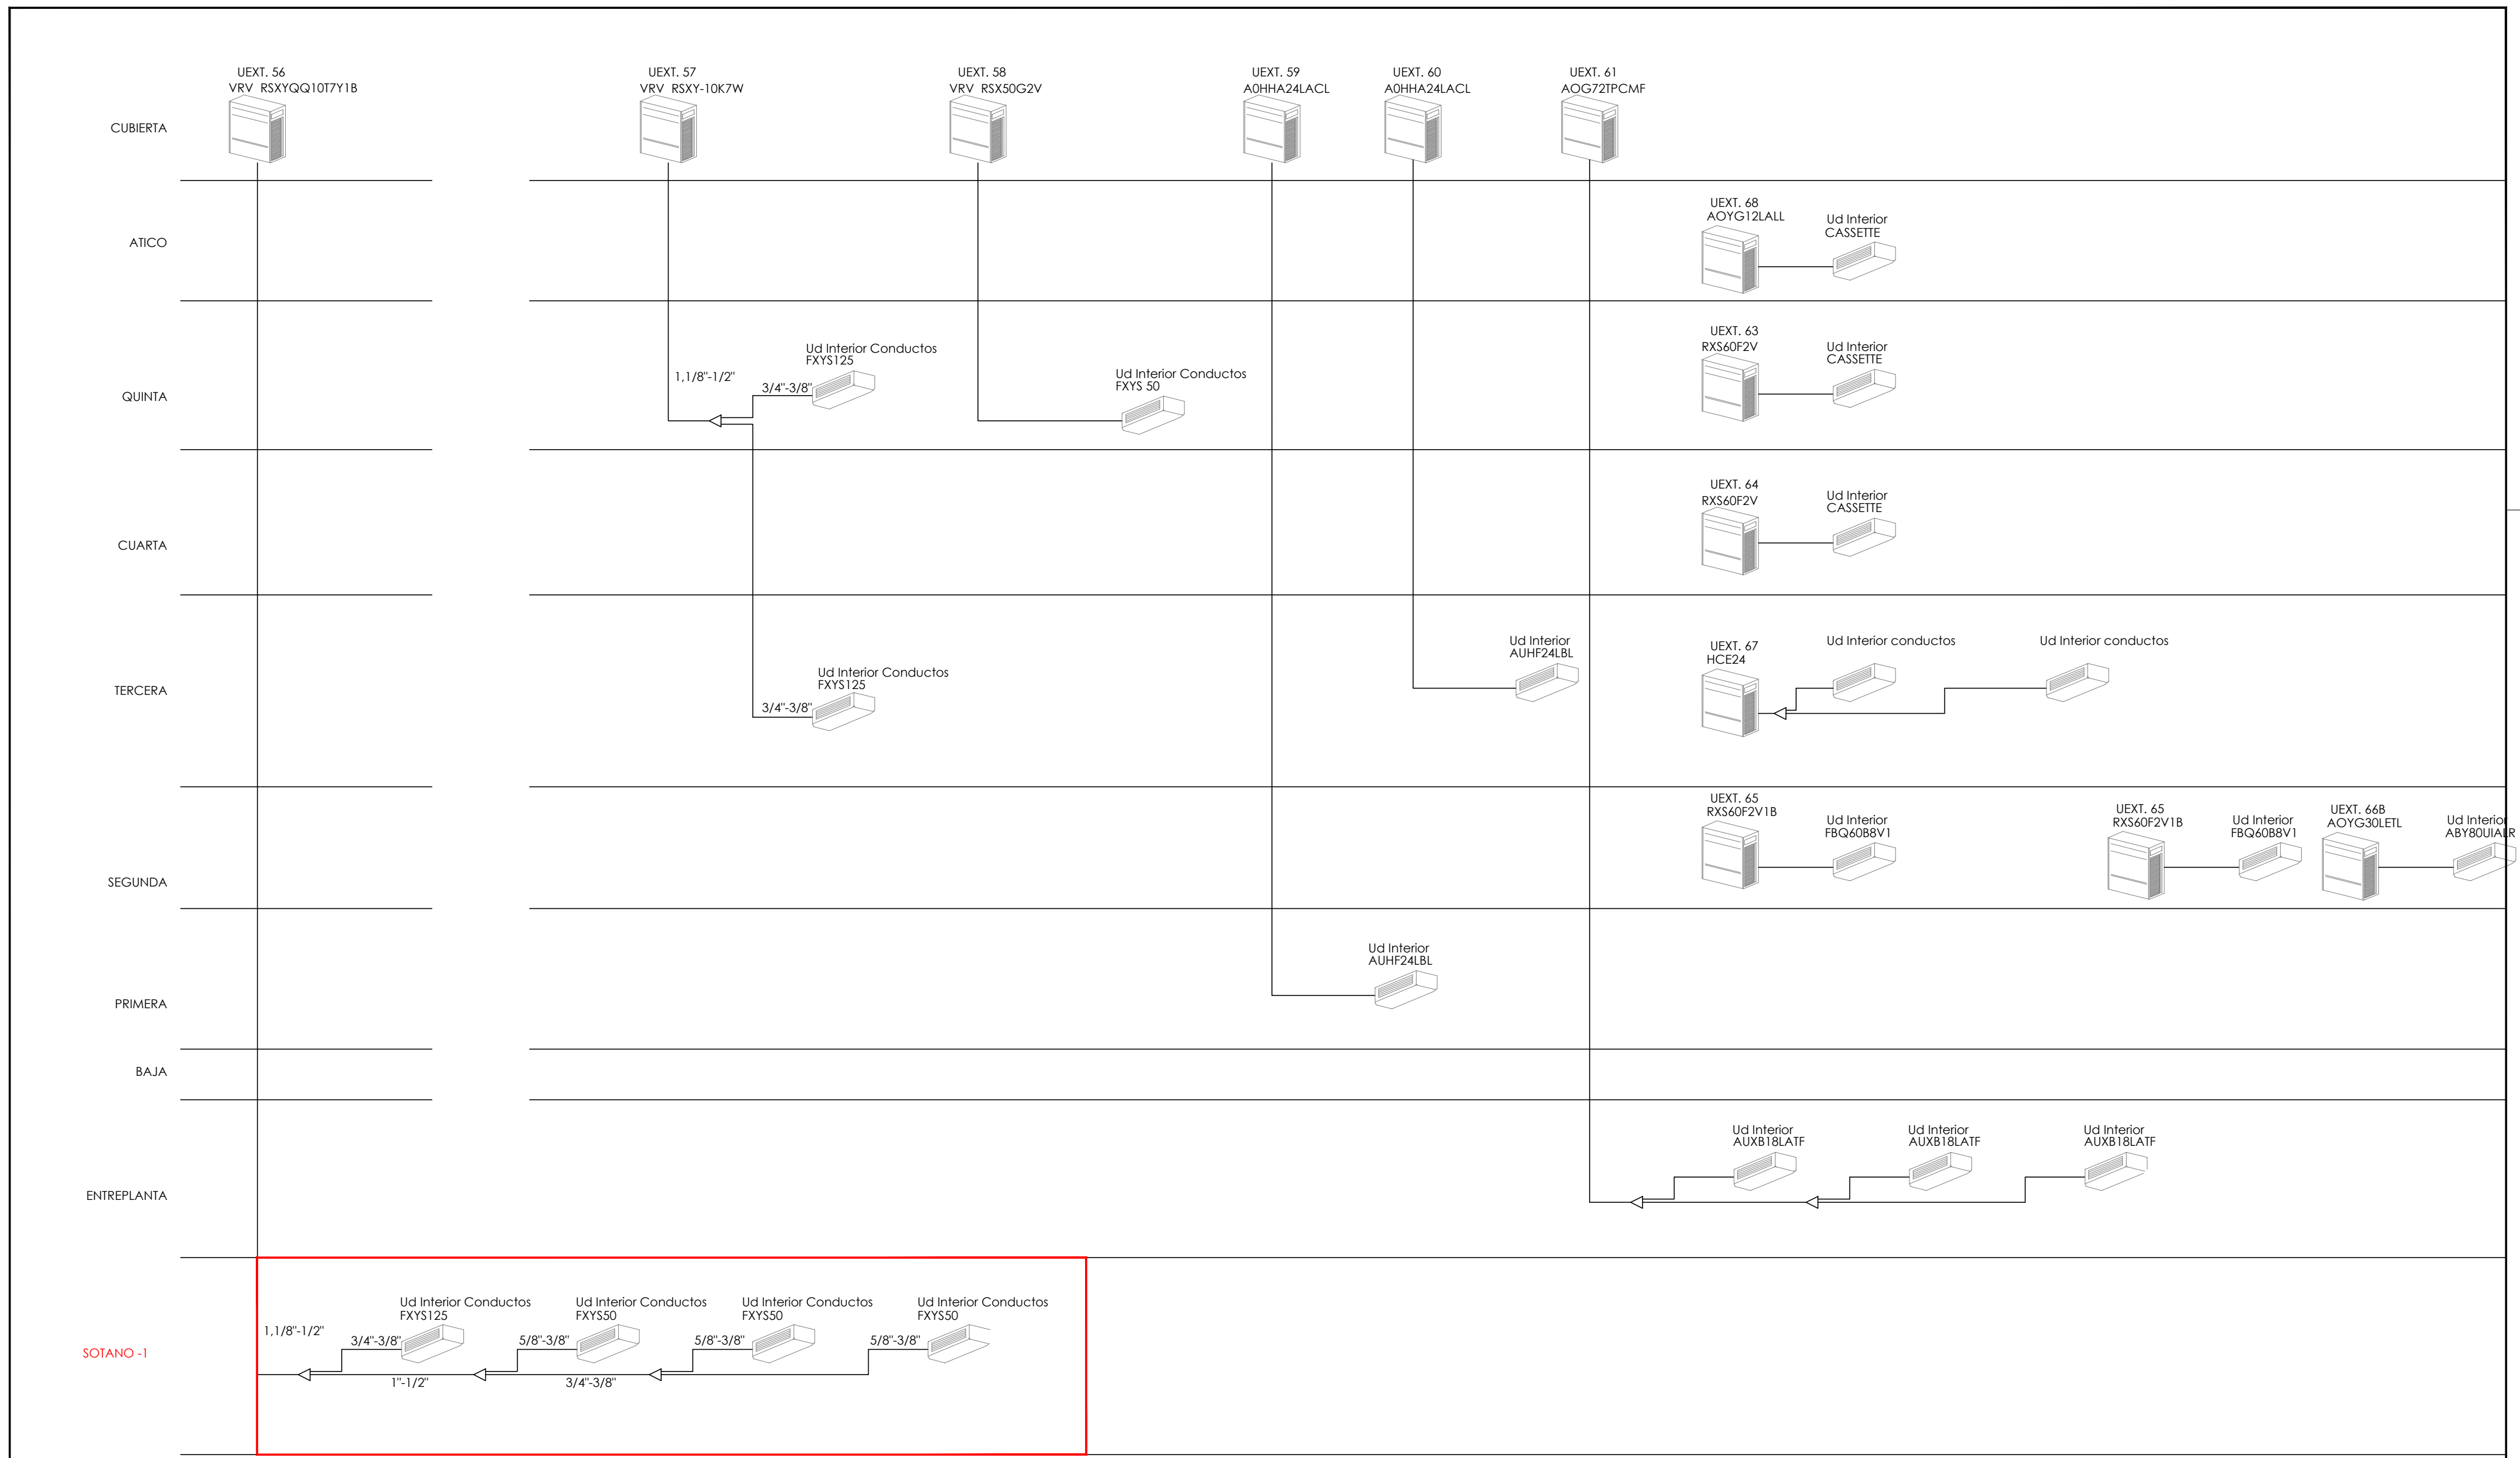 UEXT. 56
VRV RSXYQQ10T7Y1B
UEXT. 57
VRV RSXY-10K7W
UEXT. 58
VRV RSX50G2V
UEXT. 59
A0HHA24LACL
UEXT. 60
A0HHA24LACL
UEXT. 61
AOG72TPCMF
CUBIERTA
ATICO
UEXT. 68
AOYG12LALL
Ud Interior
CASSETTE
QUINTA
1,1/8"-1/2"
Ud Interior Conductos
FXYS125
3/4"-3/8"
Ud Interior Conductos
FXYS 50
UEXT. 63
RXS60F2V
Ud Interior
CASSETTE
CUARTA
UEXT. 64
RXS60F2V
Ud Interior
CASSETTE
TERCERA
Ud Interior Conductos
FXYS125
3/4"-3/8"
Ud Interior
AUHF24LBL
UEXT. 67
HCE24
Ud Interior conductos
Ud Interior conductos
SEGUNDA
UEXT. 65
RXS60F2V1B
Ud Interior
FBQ60B8V1
UEXT. 65
RXS60F2V1B
Ud Interior
FBQ60B8V1
UEXT. 66B
AOYG30LETL
Ud Interior
ABY80UIALR
PRIMERA
Ud Interior
AUHF24LBL
BAJA
ENTREPLANTA
Ud Interior
AUXB18LATF
Ud Interior
AUXB18LATF
Ud Interior
AUXB18LATF
SOTANO -1
1,1/8"-1/2"
Ud Interior Conductos
FXYS125
3/4"-3/8"
Ud Interior Conductos
FXYS50
5/8"-3/8"
Ud Interior Conductos
FXYS50
5/8"-3/8"
Ud Interior Conductos
FXYS50
5/8"-3/8"
1"-1/2"
3/4"-3/8"